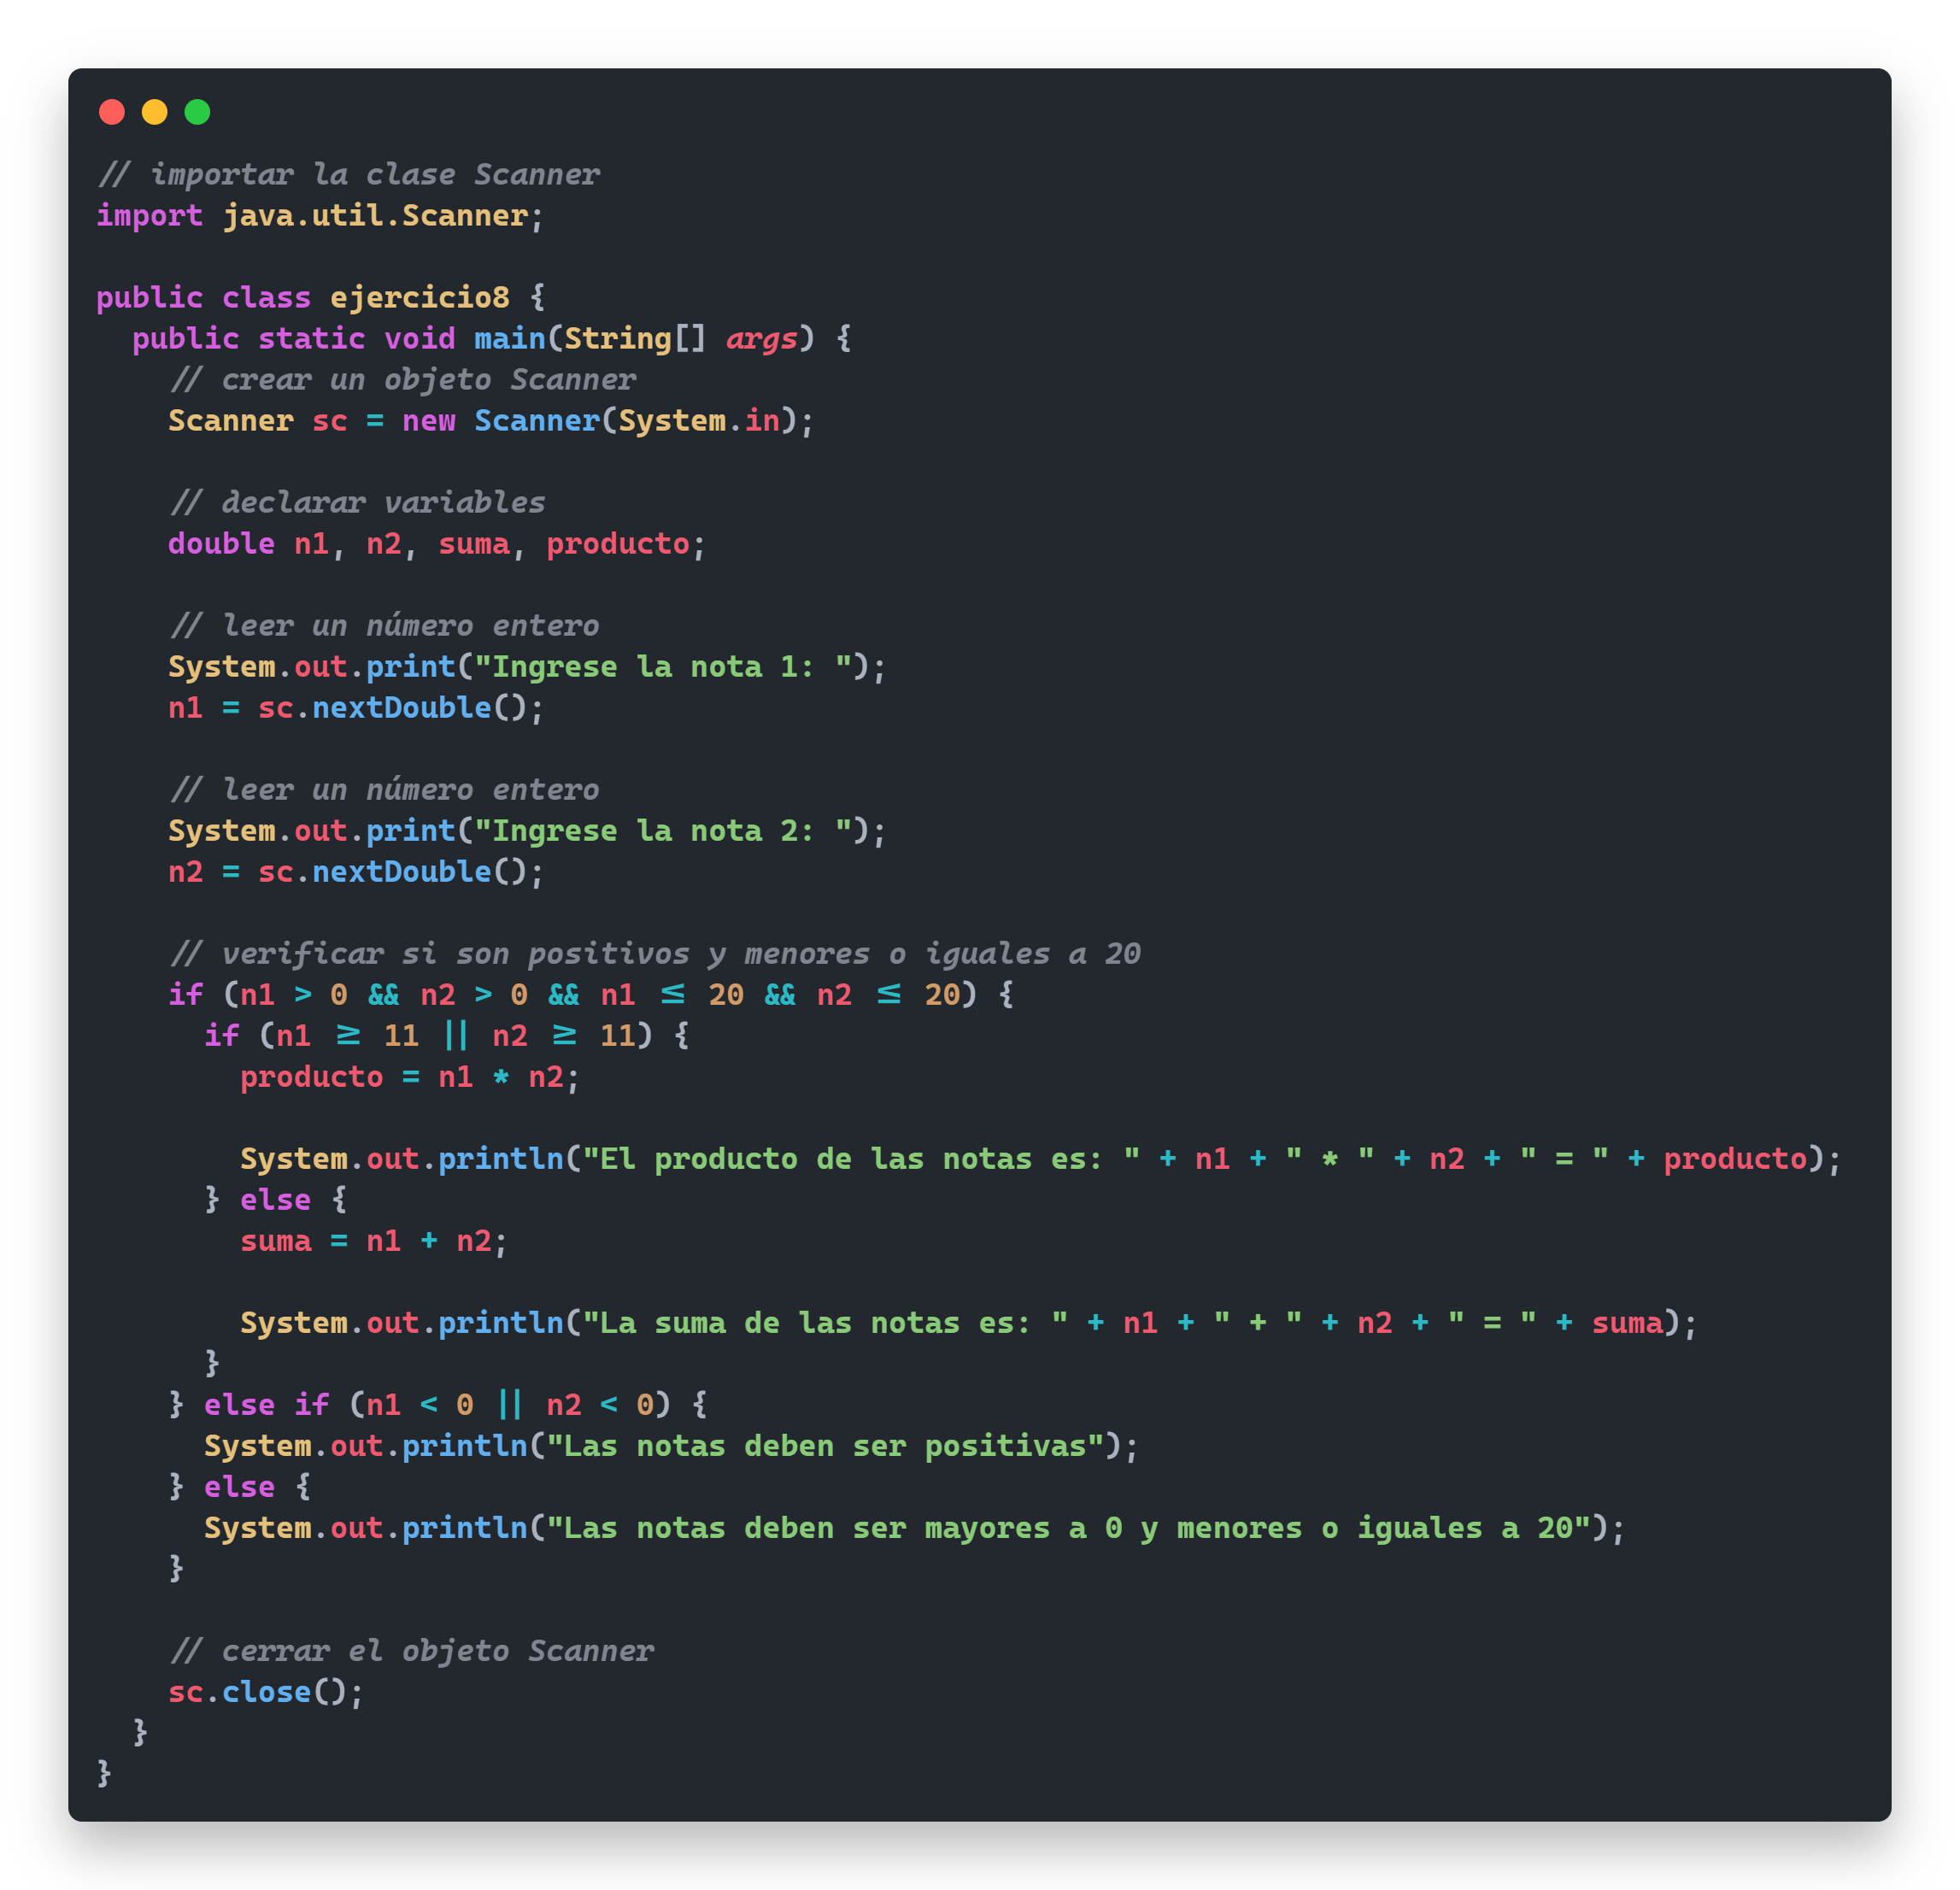 // importar la clase Scanner
import java.util.Scanner;

public class ejercicio8 {
  public static void main(String[] args) {
    // crear un objeto Scanner
    Scanner sc = new Scanner(System.in);

    // declarar variables
    double n1, n2, suma, producto;

    // leer un número entero
    System.out.print("Ingrese la nota 1: ");
    n1 = sc.nextDouble();

    // leer un número entero
    System.out.print("Ingrese la nota 2: ");
    n2 = sc.nextDouble();

    // verificar si son positivos y menores o iguales a 20
    if (n1 > 0 && n2 > 0 && n1 ≤ 20 && n2 ≤ 20) {
      if (n1 ≥ 11 || n2 ≥ 11) {
        producto = n1 * n2;

        System.out.println("El producto de las notas es: " + n1 + " * " + n2 + " = " + producto);
      } else {
        suma = n1 + n2;

        System.out.println("La suma de las notas es: " + n1 + " + " + n2 + " = " + suma);
      }
    } else if (n1 < 0 || n2 < 0) {
      System.out.println("Las notas deben ser positivas");
    } else {
      System.out.println("Las notas deben ser mayores a 0 y menores o iguales a 20");
    }

    // cerrar el objeto Scanner
    sc.close();
  }
}